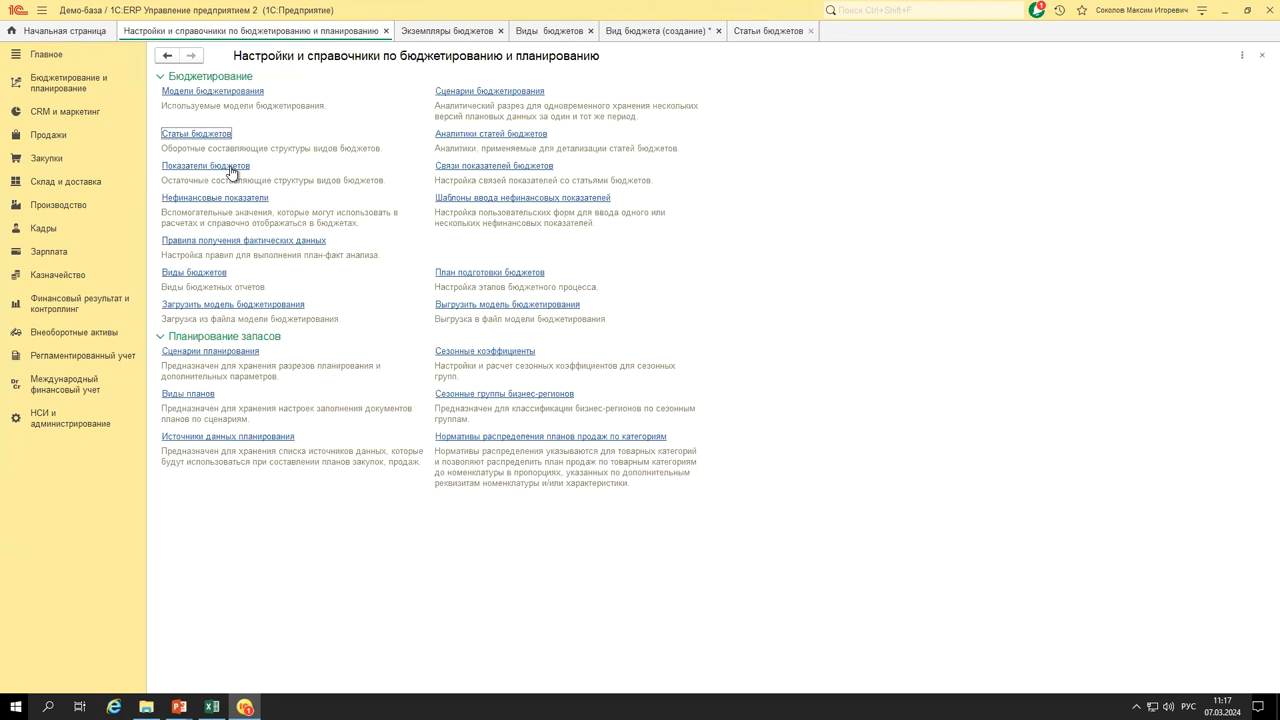 Демо-база / 1С:ERP Управление предприятием 2 (1С:Предприятие)
Поиск Ctrl+Shift+F
1
Соколов Максим Игоревич
Начальная страница
Настройки и справочники по бюджетированию и планированию ×
Экземпляры бюджетов ×
Виды бюджетов ×
Вид бюджета (создание) * ×
Статьи бюджетов ×
Главное
Бюджетирование и
планирование
CRM и маркетинг
Продажи
Закупки
Склад и доставка
Производство
Кадры
Зарплата
Казначейство
Финансовый результат и
контроллинг
Внеоборотные активы
Регламентированный учет
Международный
финансовый учет
НСИ и
администрирование
Настройки и справочники по бюджетированию и планированию
Бюджетирование
Модели бюджетирования
Используемые модели бюджетирования.
Сценарии бюджетирования
Аналитический разрез для одновременного хранения нескольких
версий плановых данных за один и тот же период.
Статьи бюджетов
Оборотные составляющие структуры видов бюджетов.
Аналитики статей бюджетов
Аналитики, применяемые для детализации статей бюджетов.
Показатели бюджетов
Остаточные составляющие структуры видов бюджетов.
Связи показателей бюджетов
Настройка связей показателей со статьями бюджетов.
Нефинансовые показатели
Вспомогательные значения, которые могут использовать в
расчетах и справочно отображаться в бюджетах.
Шаблоны ввода нефинансовых показателей
Настройка пользовательских форм для ввода одного или
нескольких нефинансовых показателей.
Правила получения фактических данных
Настройка правил для выполнения план-факт анализа.
Виды бюджетов
Виды бюджетных отчетов
План подготовки бюджетов
Настройка этапов бюджетного процесса.
Загрузить модель бюджетирования
Загрузка из файла модели бюджетирования.
Выгрузить модель бюджетирования
Выгрузка в файл модели бюджетирования
Планирование запасов
Сценарии планирования
Предназначен для хранения разрезов планирования и
дополнительных параметров.
Сезонные коэффициенты
Настройки и расчет сезонных коэффициентов для сезонных
групп.
Виды планов
Предназначен для хранения настроек заполнения документов
планов по сценариям.
Сезонные группы бизнес-регионов
Предназначен для классификации бизнес-регионов по сезонным
группам.
Источники данных планирования
Предназначен для хранения списка источников данных, которые
будут использоваться при составлении планов закупок, продаж.
Нормативы распределения планов продаж по категориям
Нормативы распределения указываются для товарных категорий
и позволяют распределить план продаж по товарным категориям
до номенклатуры в пропорциях, указанных по дополнительным
реквизитам номенклатуры и/или характеристики.
РУС
11:17
07.03.2024